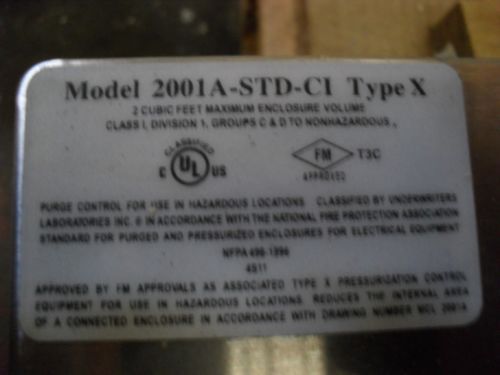 Model 2001A-STD-CI Type X
2 CUBIC FEET MAXIMUM ENCLOSURE VOLUME
CLASS I, DIVISION 1, GROUPS C & D TO NONHAZARDOUS,
CLASSIFIED
C UL US
FM T3C
APPROVED
PURGE CONTROL FOR USE IN HAZARDOUS LOCATIONS. CLASSIFIED BY UNDERWRITERS
LABORATORIES INC. ® IN ACCORDANCE WITH THE NATIONAL FIRE PROTECTION ASSOCIATION
STANDARD FOR PURGED AND PRESSURIZED ENCLOSURES FOR ELECTRICAL EQUIPMENT
NFPA 496-1998
4S11
APPROVED BY FM APPROVALS AS ASSOCIATED TYPE X PRESSURIZATION CONTROL
EQUIPMENT FOR USE IN HAZARDOUS LOCATIONS. REDUCES THE INTERNAL AREA
OF A CONNECTED ENCLOSURE IN ACCORDANCE WITH DRAWING NUMBER MCL 2001A